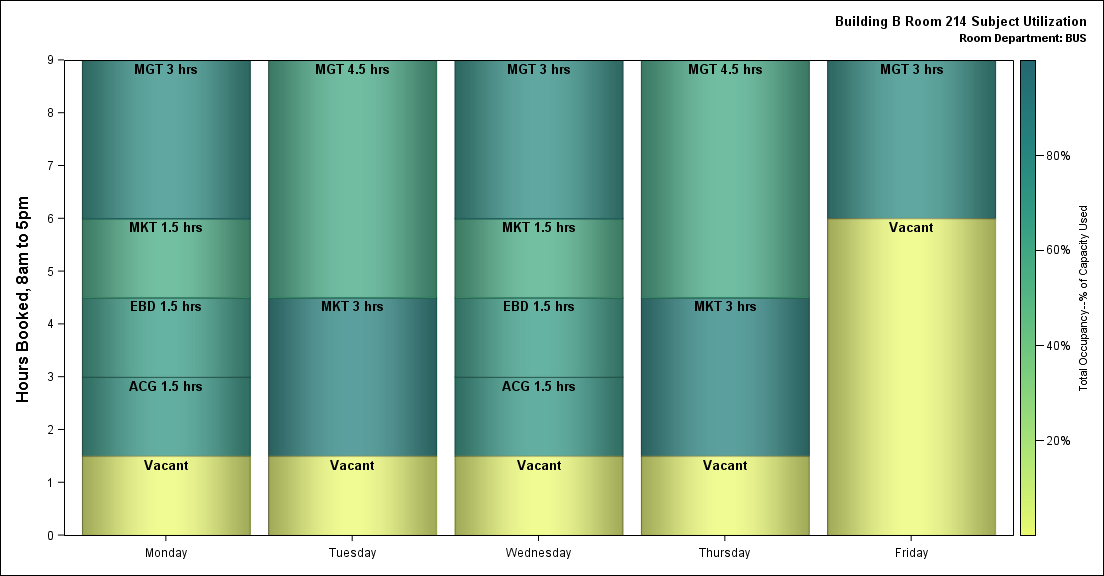 Building B Room 214 Subject Utilization
Room Department: BUS
Hours Booked, 8am to 5pm
9
8
7
6
5
4
3
2
1
0
MGT 3 hrs
MKT 1.5 hrs
EBD 1.5 hrs
ACG 1.5 hrs
Vacant
MGT 4.5 hrs
MKT 3 hrs
Vacant
MGT 3 hrs
MKT 1.5 hrs
EBD 1.5 hrs
ACG 1.5 hrs
Vacant
MGT 4.5 hrs
MKT 3 hrs
Vacant
MGT 3 hrs
Vacant
Monday
Tuesday
Wednesday
Thursday
Friday
80%
60%
40%
20%
Total Occupancy--% of Capacity Used